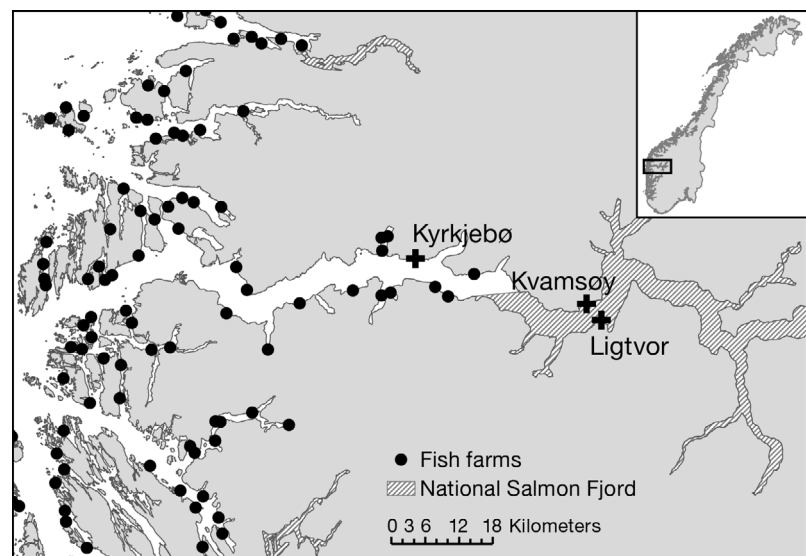 Kyrkjebø
Kvamsøy
Ligtvor
Fish farms
National Salmon Fjord
0 3 6 12 18 Kilometers